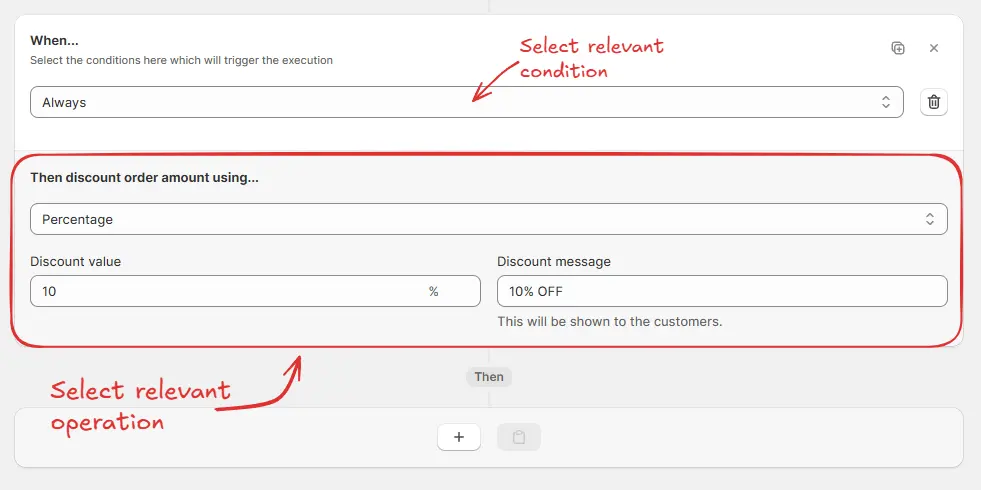 When...
Select the conditions here which will trigger the execution
Select relevant
condition
Always
Then discount order amount using...
Percentage
Discount value
Discount message
10 %
10% OFF
This will be shown to the customers.
Then
Select relevant
operation